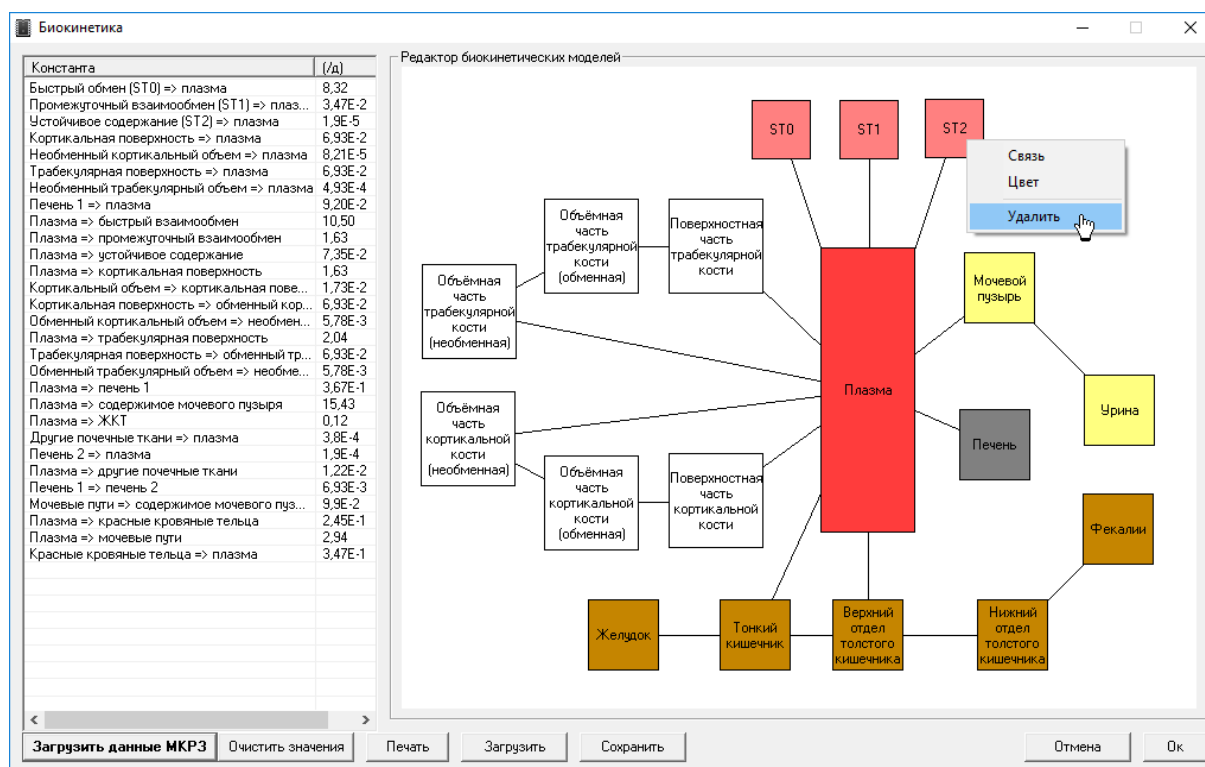 Биокинетика
Константа (/д)
Быстрый обмен (ST0) => плазма 8,32
Промежуточный взаимообмен (ST1) => плаз... 3,47E-2
Устойчивое содержание (ST2) => плазма 1,9E-5
Кортикальная поверхность => плазма 6,93E-2
Необменный кортикальный объем => плазма 8,21E-5
Трабекулярная поверхность => плазма 6,93E-2
Необменный трабекулярный объем => плазма 4,93E-4
Печень 1 => плазма 9,20E-2
Плазма => быстрый взаимообмен 10,50
Плазма => промежуточный взаимообмен 1,63
Плазма => устойчивое содержание 7,35E-2
Плазма => кортикальная поверхность 1,63
Кортикальный объем => кортикальная пове... 1,73E-2
Кортикальная поверхность => обменный кор... 6,93E-2
Обменный кортикальный объем => необмен... 5,78E-3
Плазма => трабекулярная поверхность 2,04
Трабекулярная поверхность => обменный тр... 6,93E-2
Обменный трабекулярный объем => необме... 5,78E-3
Плазма => печень 1 3,67E-1
Плазма => содержимое мочевого пузыря 15,43
Плазма => ЖКТ 0,12
Другие почечные ткани => плазма 3,8E-4
Печень 2 => плазма 1,9E-4
Плазма => другие почечные ткани 1,22E-2
Печень 1 => печень 2 6,93E-3
Мочевые пути => содержимое мочевого пуз... 9,9E-2
Плазма => красные кровяные тельца 2,45E-1
Плазма => мочевые пути 2,94
Красные кровяные тельца => плазма 3,47E-1
Редактор биокинетических моделей
ST0
ST1
ST2
Связь
Цвет
Удалить
Объёмная
часть
трабекулярной
кости
(обменная)
Поверхностная
часть
трабекулярной
кости
Объёмная
часть
трабекулярной
кости
(необменная)
Мочевой
пузырь
Плазма
Урина
Объёмная
часть
кортикальной
кости
(необменная)
Печень
Объёмная
часть
кортикальной
кости
(обменная)
Поверхностная
часть
кортикальной
кости
Фекалии
Желудок
Тонкий
кишечник
Верхний
отдел
толстого
кишечника
Нижний
отдел
толстого
кишечника
Загрузить данные МКРЗ
Очистить значения
Печать
Загрузить
Сохранить
Отмена
Ок